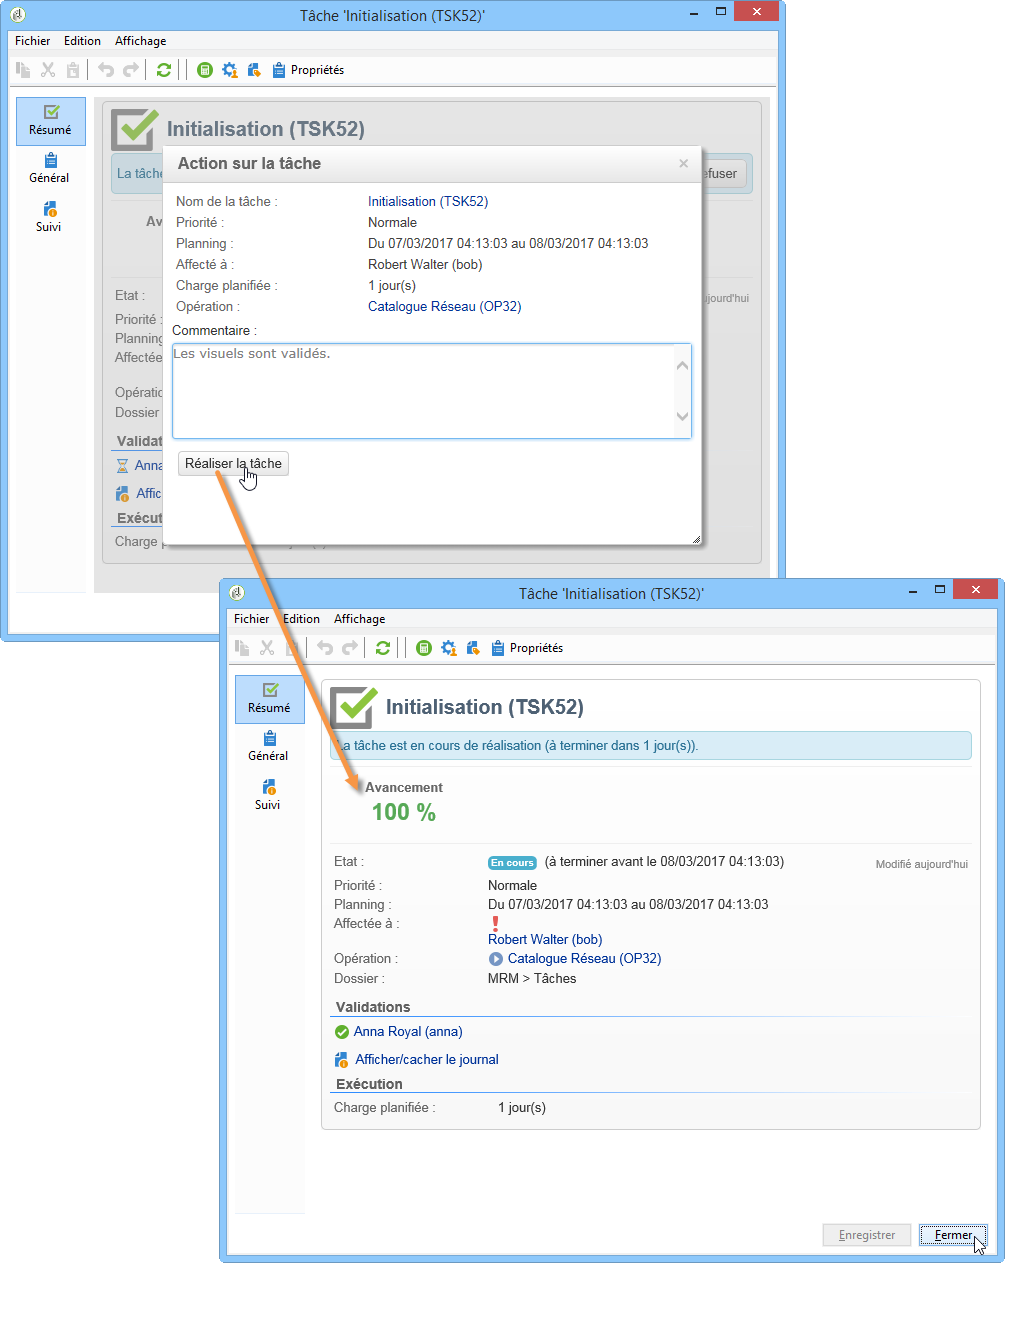 Tâche 'Initialisation (TSK52)'
Fichier Edition Affichage
Propriétés
Résumé
Général
Suivi
Initialisation (TSK52)
La tâche
efuser
Av
Etat :
jourd'hui
Priorité :
Planning
Affectée
Opératio
Dossier
Validat
Anna
Affic
Exécut
Charge
Action sur la tâche
Nom de la tâche : Initialisation (TSK52)
Priorité : Normale
Planning : Du 07/03/2017 04:13:03 au 08/03/2017 04:13:03
Affecté à : Robert Walter (bob)
Charge planifiée : 1 jour(s)
Opération : Catalogue Réseau (OP32)
Commentaire :
Les visuels sont validés.
Réaliser la tâche
Tâche 'Initialisation (TSK52)'
Fichier Edition Affichage
Propriétés
Résumé
Général
Suivi
Initialisation (TSK52)
La tâche est en cours de réalisation (à terminer dans 1 jour(s)).
Avancement
100 %
Etat : En cours (à terminer avant le 08/03/2017 04:13:03) Modifié aujourd'hui
Priorité : Normale
Planning : Du 07/03/2017 04:13:03 au 08/03/2017 04:13:03
Affectée à :
Robert Walter (bob)
Opération : Catalogue Réseau (OP32)
Dossier : MRM > Tâches
Validations
Anna Royal (anna)
Afficher/cacher le journal
Exécution
Charge planifiée : 1 jour(s)
Enregistrer Fermer